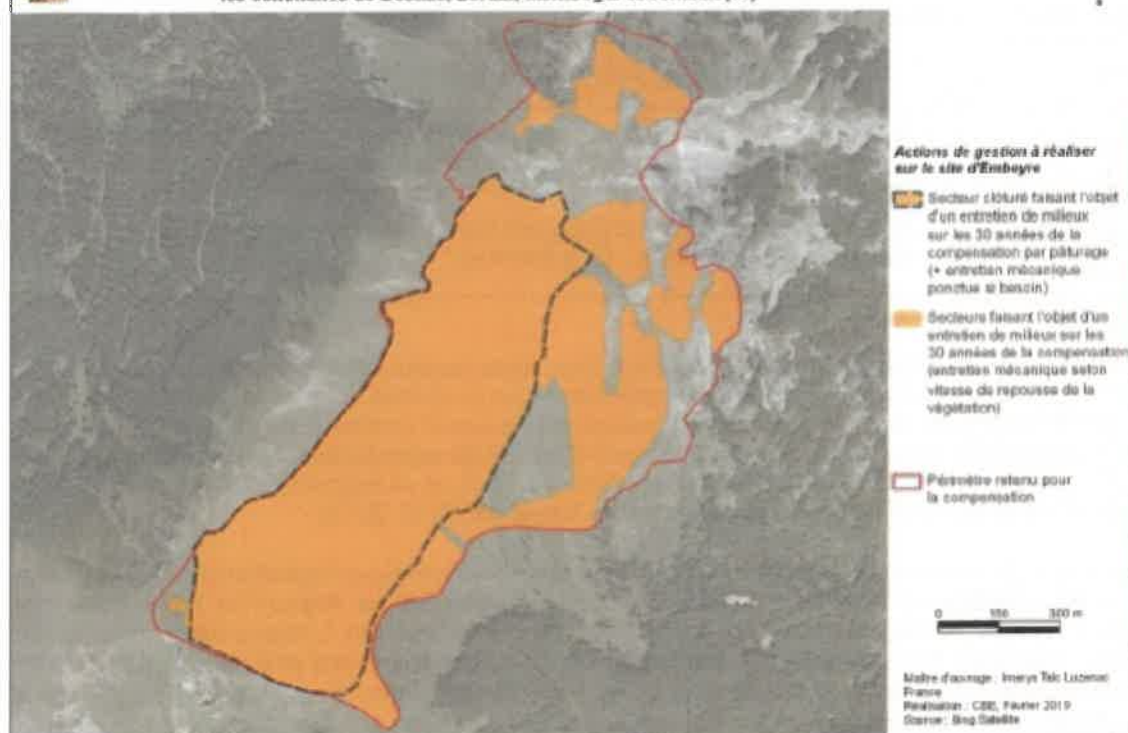 Actions de gestion à réaliser
sur le site d'Embeyre
Secteur clôturé faisant l'objet
d'un entretien de milieux
sur les 30 années de la
compensation par pâturage
(+ entretien mécanique
ponctue si besoin)
Secteurs faisant l'objet d'un
entretien de milieux sur les
30 années de la compensation
(entretien mécanique selon
vitesse de repousse de la
végétation)
Périmètre retenu pour
la compensation
0 150 300 m
Maître d'ouvrage : Imerys Talc Luzenac
France
Réalisation : CBE, Février 2019
Source : Bing Satellite